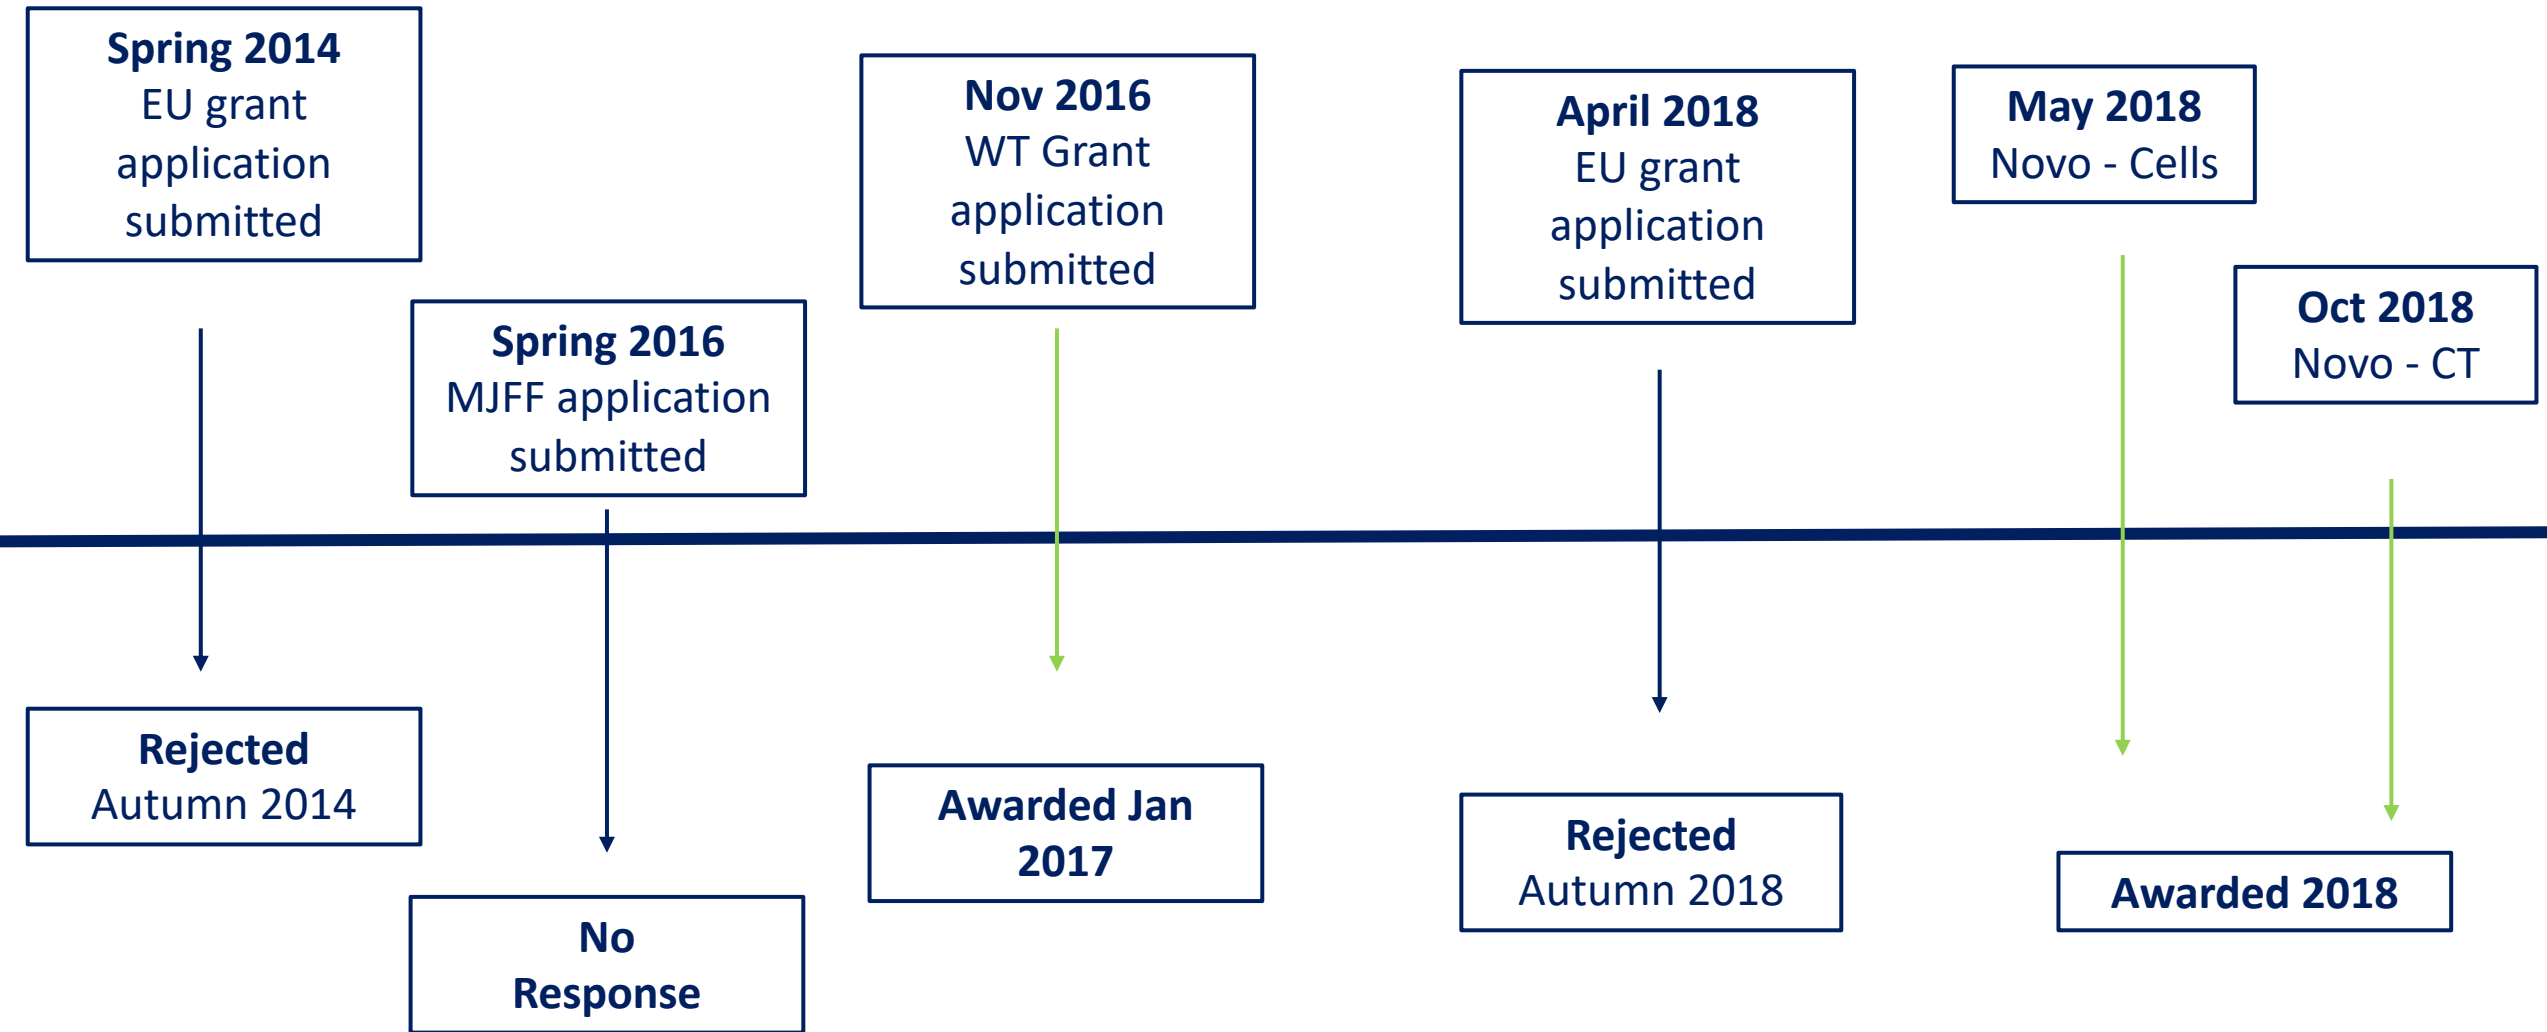 Spring 2014
EU grant
application
submitted
Spring 2016
MJFF application
submitted
Nov 2016
WT Grant
application
submitted
April 2018
EU grant
application
submitted
May 2018
Novo - Cells
Oct 2018
Novo - CT
Rejected
Autumn 2014
No
Response
Awarded Jan
2017
Rejected
Autumn 2018
Awarded 2018